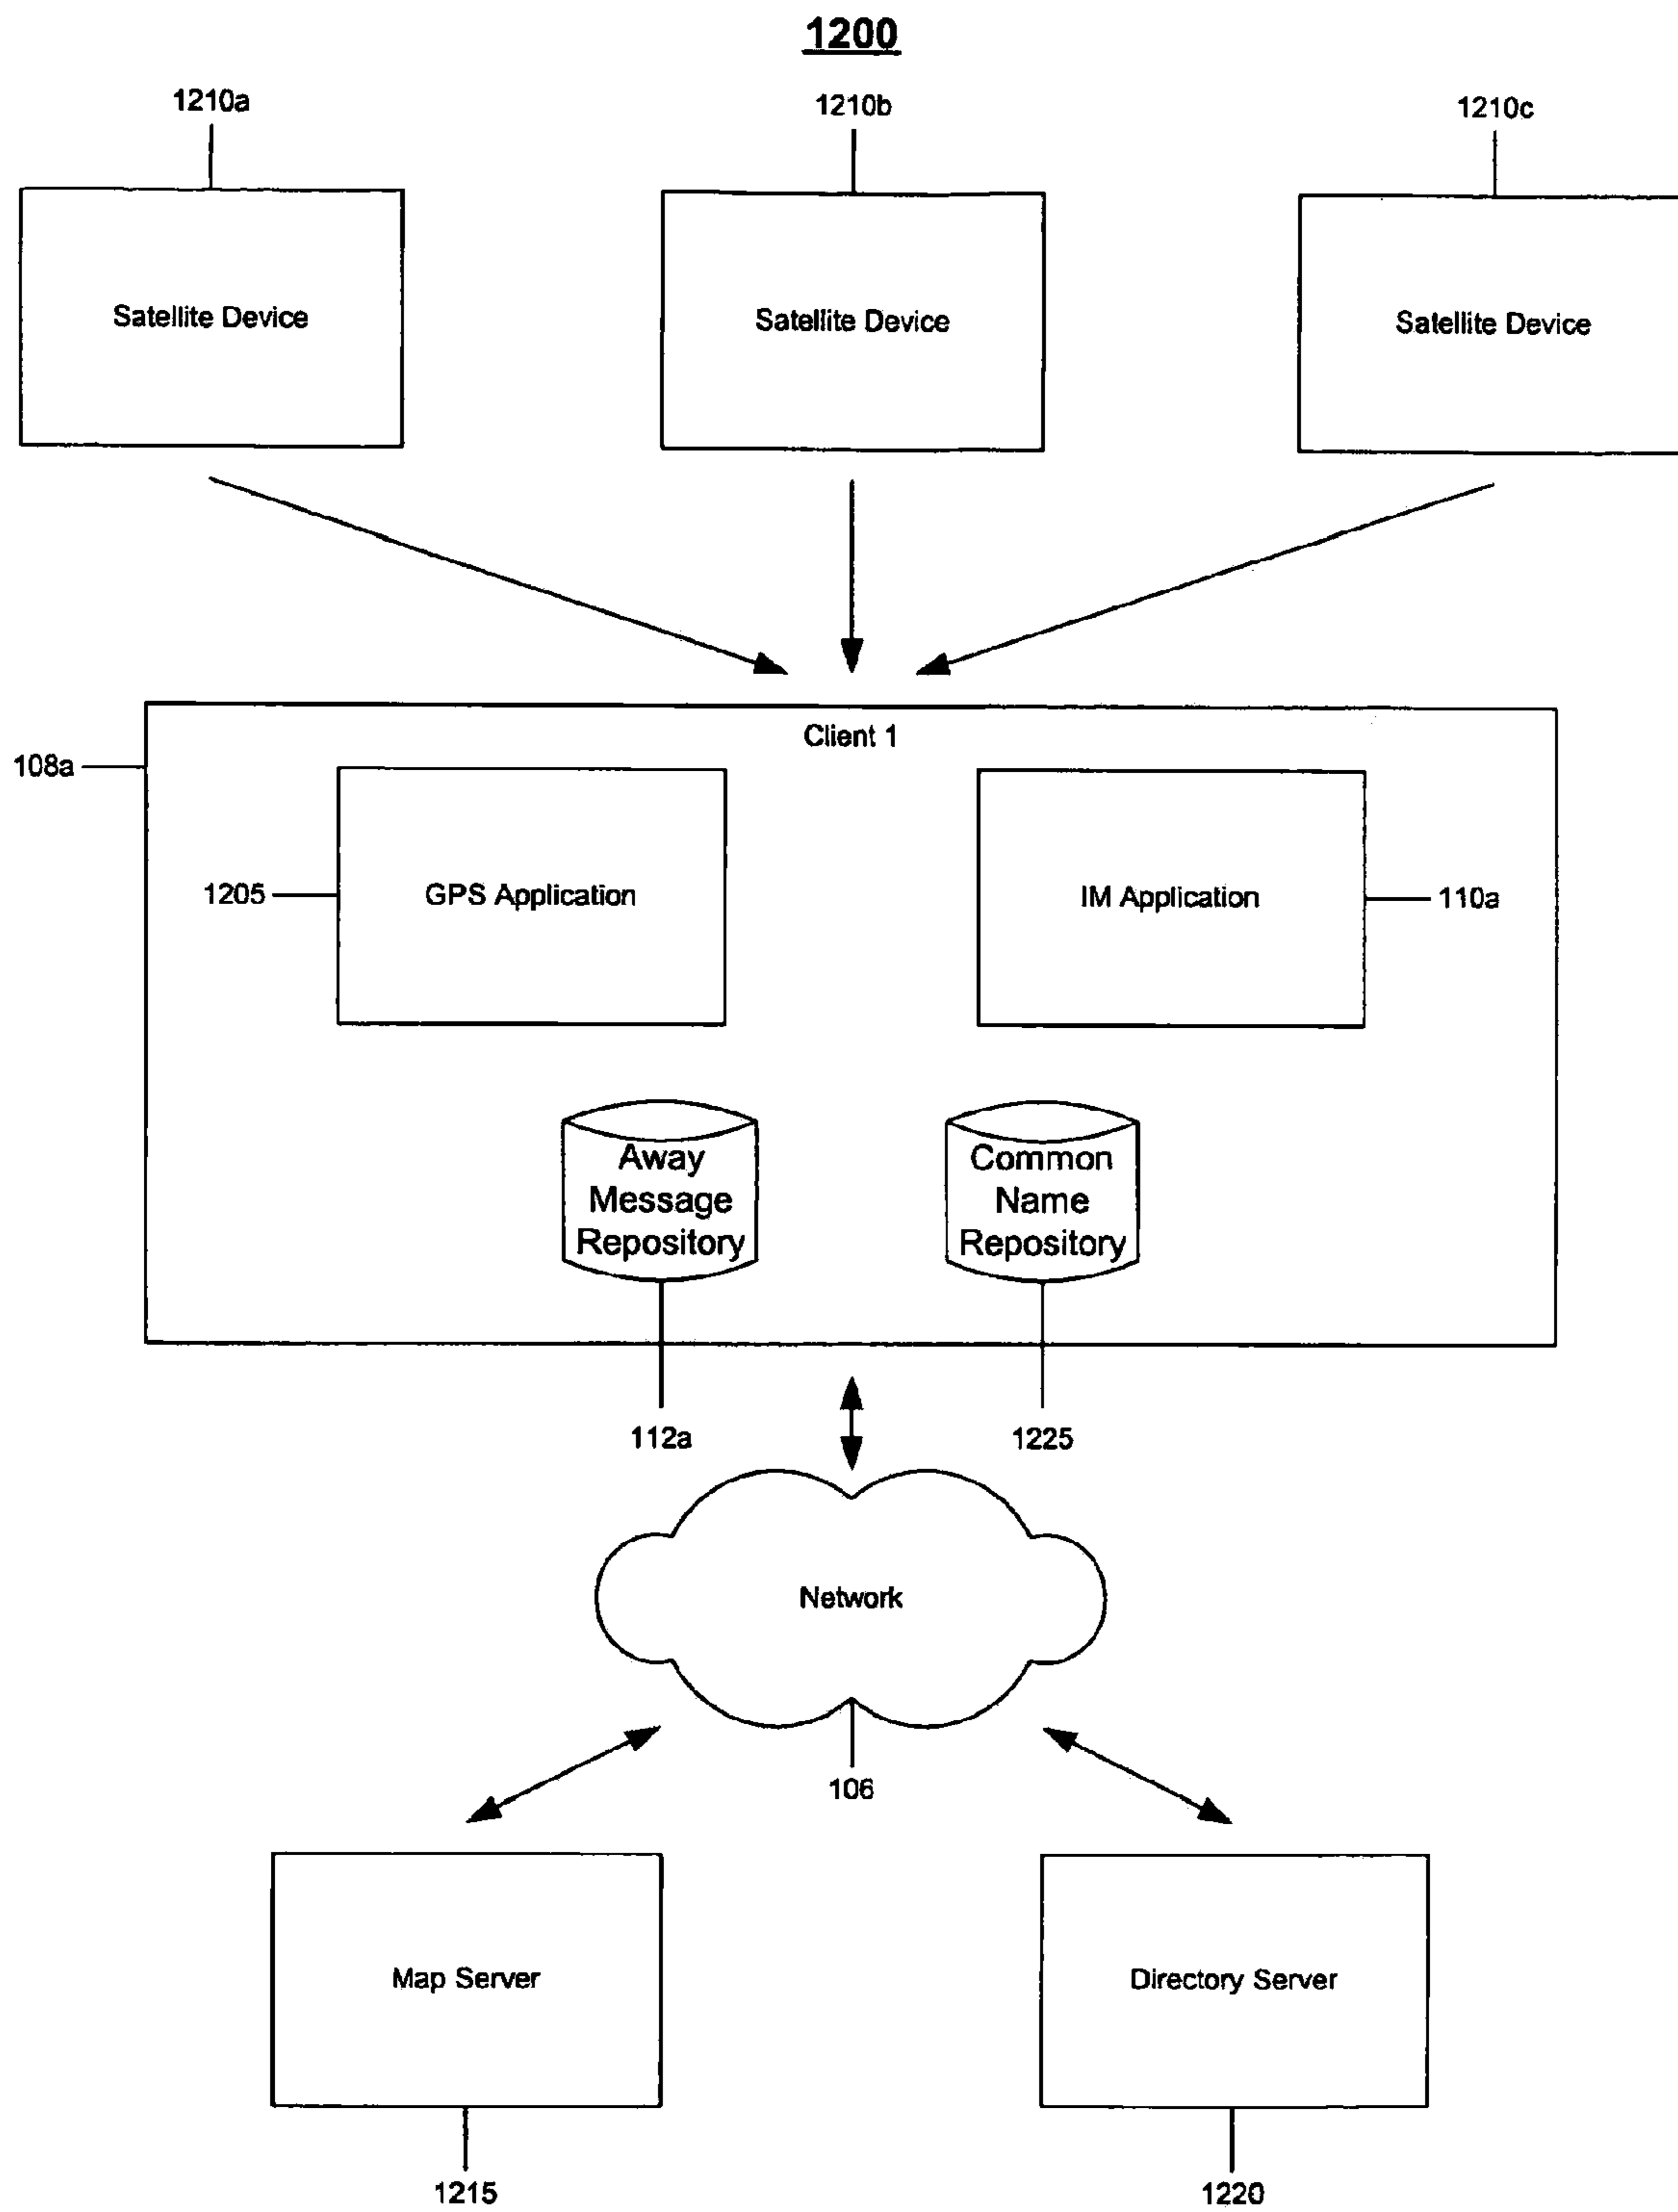 1200
1210a
1210b
1210c
Satellite Device
Satellite Device
Satellite Device
Client 1
108a
1205
GPS Application
IM Application
110a
Away
Message
Repository
Common
Name
Repository
112a
1225
Network
106
Map Server
Directory Server
1215
1220